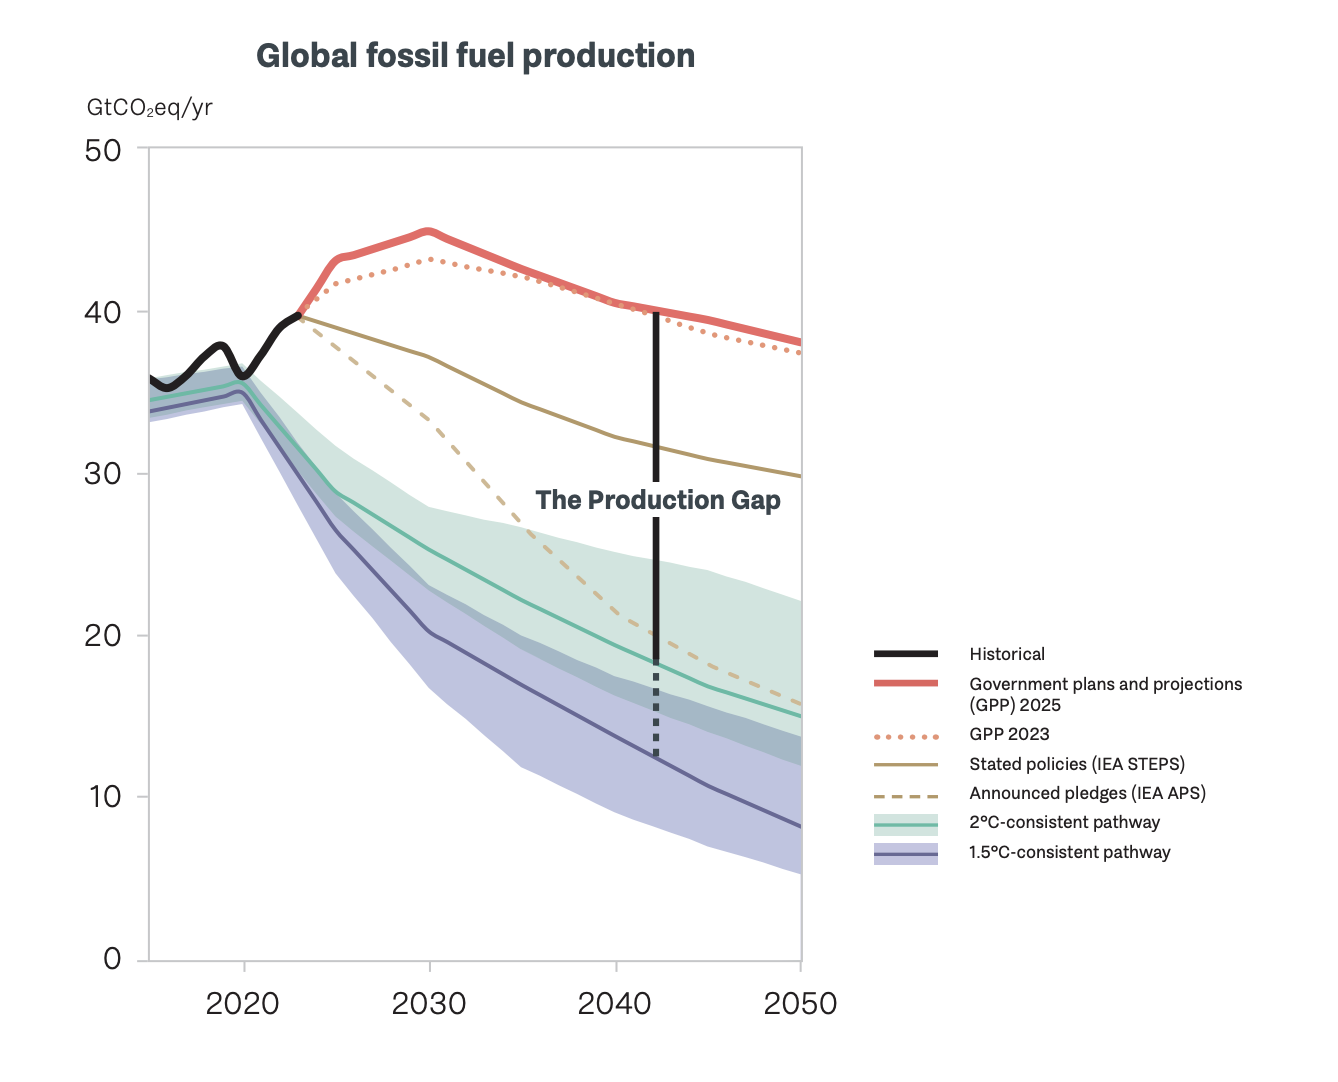 Global fossil fuel production
GtCO₂eq/yr
50
40
30
20
10
0
2020
2030
2040
2050
The Production Gap
Historical
Government plans and projections
(GPP) 2025
GPP 2023
Stated policies (IEA STEPS)
Announced pledges (IEA APS)
2°C-consistent pathway
1.5°C-consistent pathway